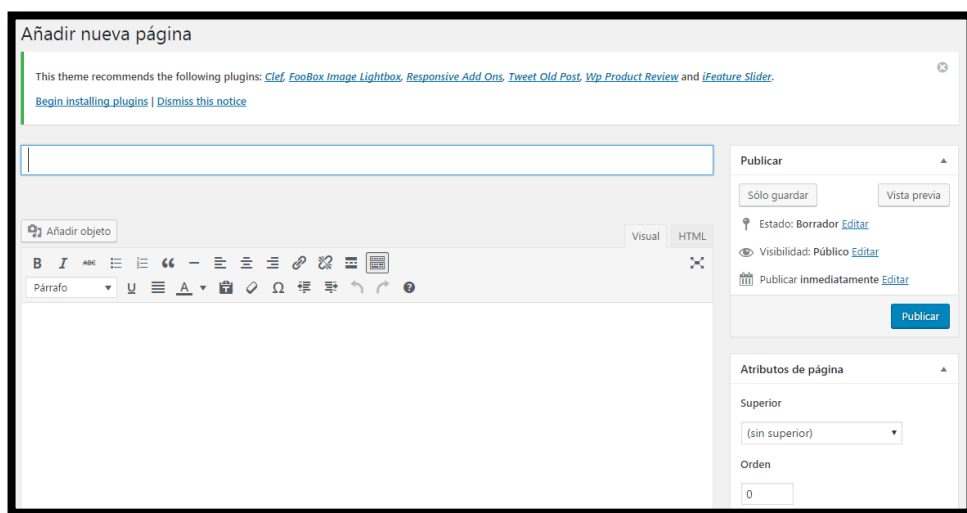 Añadir nueva página
This theme recommends the following plugins: Clef, FooBox Image Lightbox, Responsive Add Ons, Tweet Old Post, Wp Product Review and iFeature Slider.
Begin installing plugins | Dismiss this notice
Añadir objeto
Visual HTML
B I ABC
Párrafo U A Ω
Publicar
Sólo guardar Vista previa
Estado: Borrador Editar
Visibilidad: Público Editar
Publicar inmediatamente Editar
Publicar
Atributos de página
Superior
(sin superior)
Orden
0